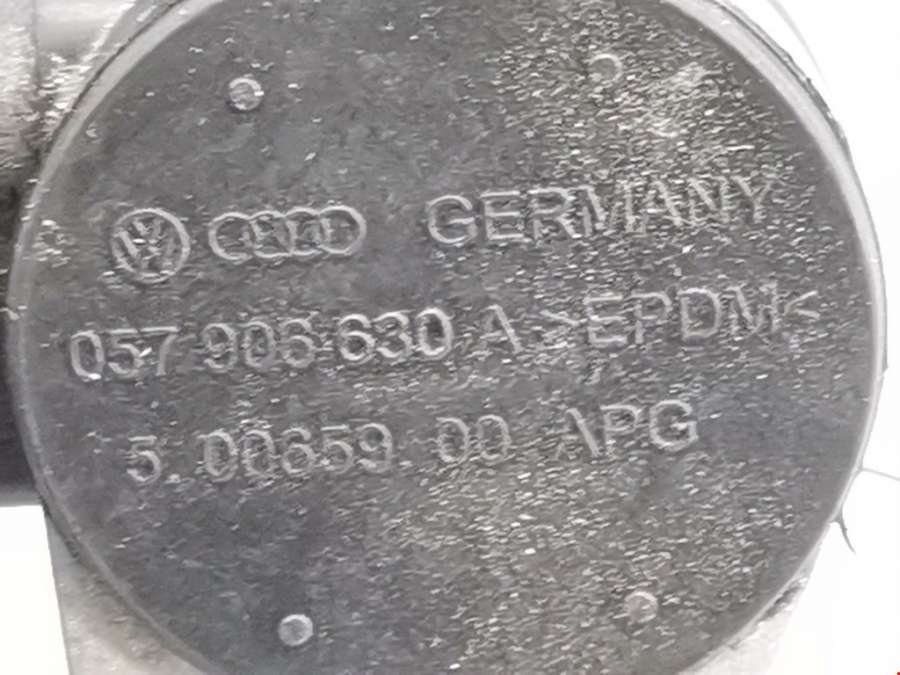 GERMANY
057 906 630 A >EPDM<
5 00659 00 APG